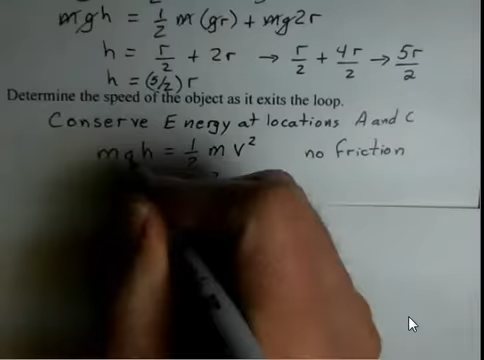 mgh = 1/2 m (gr) + mg2r
h = r/2 + 2r → r/2 + 4r/2 → 5r/2
h = (5/2) r
Determine the speed of the object as it exits the loop.
Conserve Energy at locations A and C
mgh = 1/2 m v² no friction